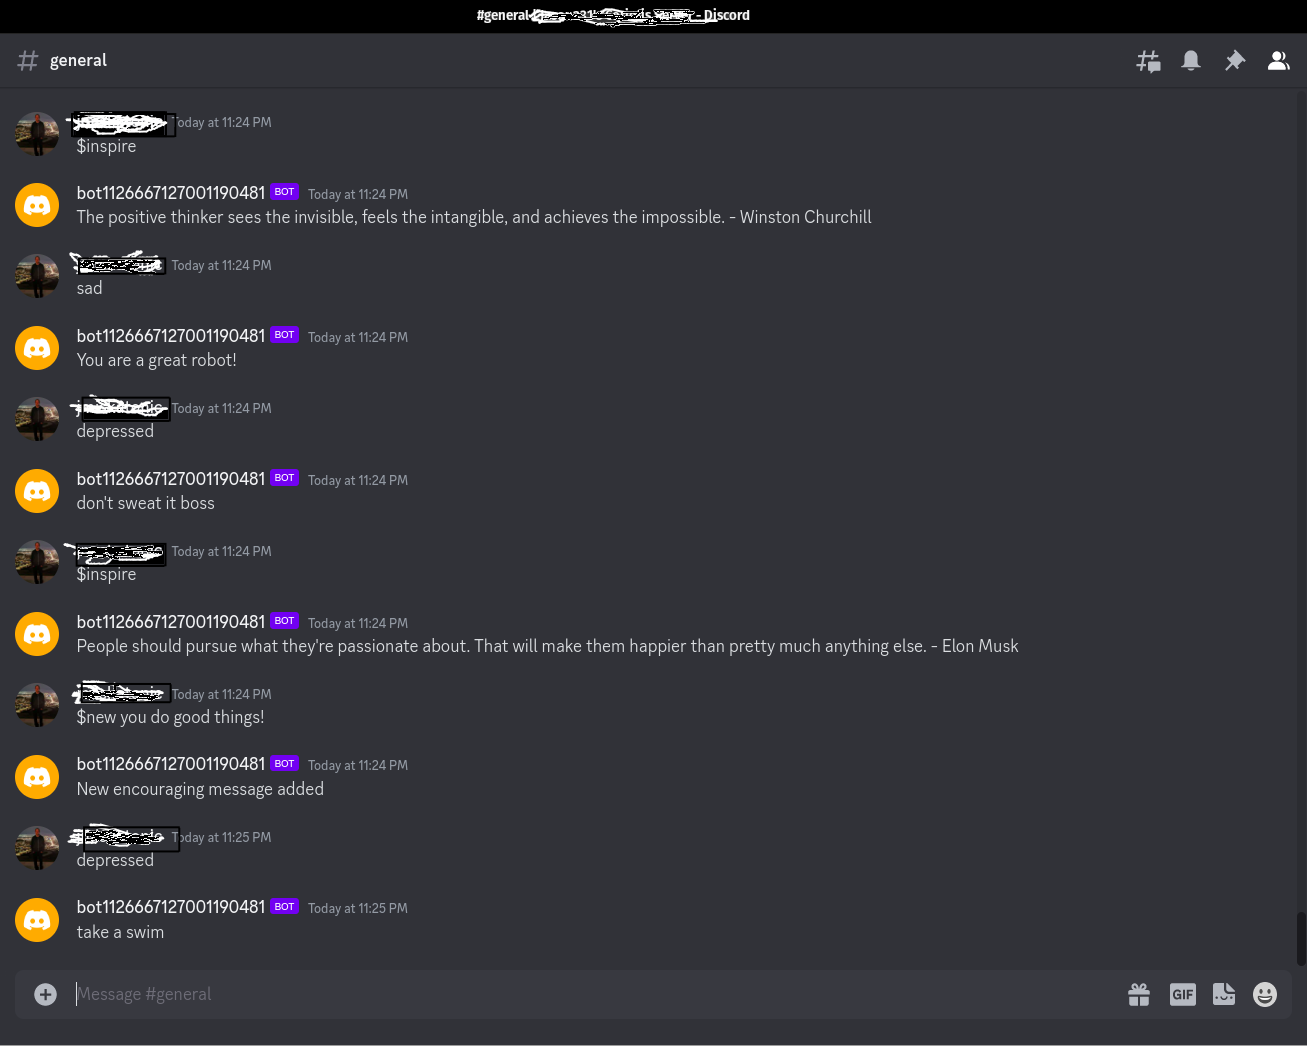 #general - Discord
general
Today at 11:24 PM
$inspire
bot1126667127001190481 BOT Today at 11:24 PM
The positive thinker sees the invisible, feels the intangible, and achieves the impossible. - Winston Churchill
Today at 11:24 PM
sad
bot1126667127001190481 BOT Today at 11:24 PM
You are a great robot!
Today at 11:24 PM
depressed
bot1126667127001190481 BOT Today at 11:24 PM
don't sweat it boss
Today at 11:24 PM
$inspire
bot1126667127001190481 BOT Today at 11:24 PM
People should pursue what they're passionate about. That will make them happier than pretty much anything else. - Elon Musk
Today at 11:24 PM
$new you do good things!
bot1126667127001190481 BOT Today at 11:24 PM
New encouraging message added
Today at 11:25 PM
depressed
bot1126667127001190481 BOT Today at 11:25 PM
take a swim
Message #general
GIF